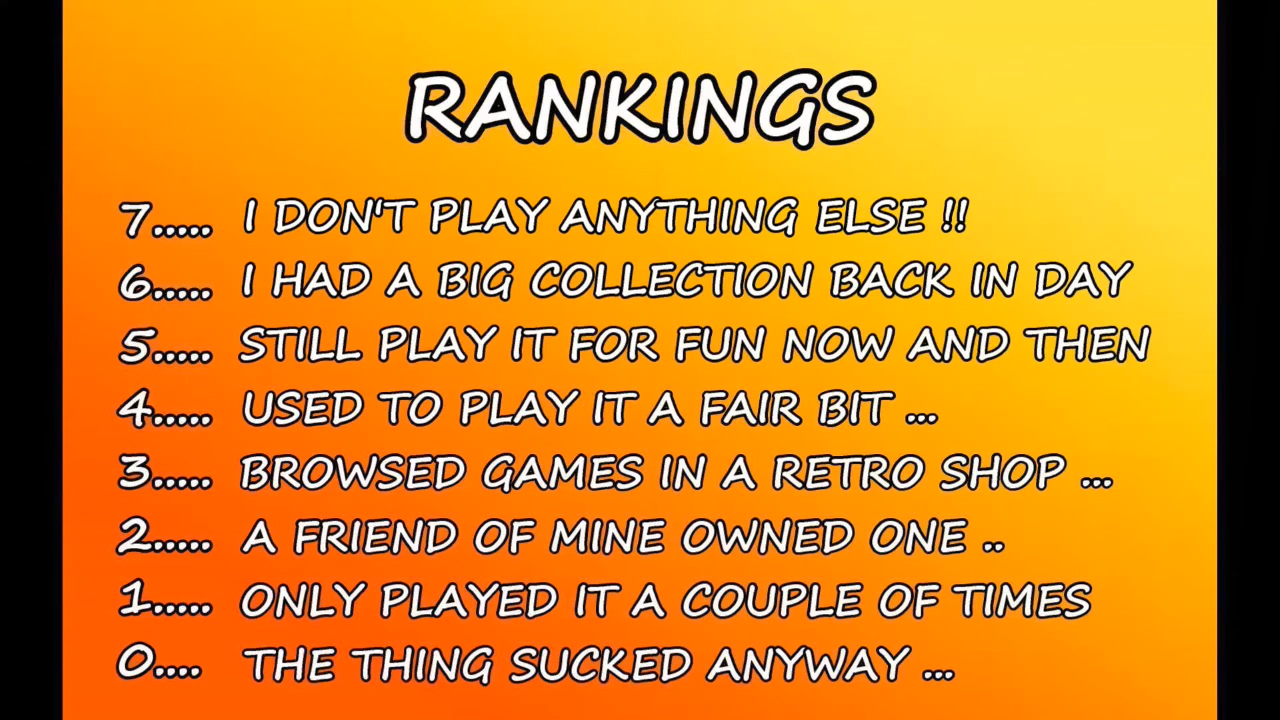 RANKINGS
7..... I DON'T PLAY ANYTHING ELSE !!
6..... I HAD A BIG COLLECTION BACK IN DAY
5..... STILL PLAY IT FOR FUN NOW AND THEN
4..... USED TO PLAY IT A FAIR BIT ...
3..... BROWSED GAMES IN A RETRO SHOP ...
2..... A FRIEND OF MINE OWNED ONE ..
1..... ONLY PLAYED IT A COUPLE OF TIMES
0.... THE THING SUCKED ANYWAY ...